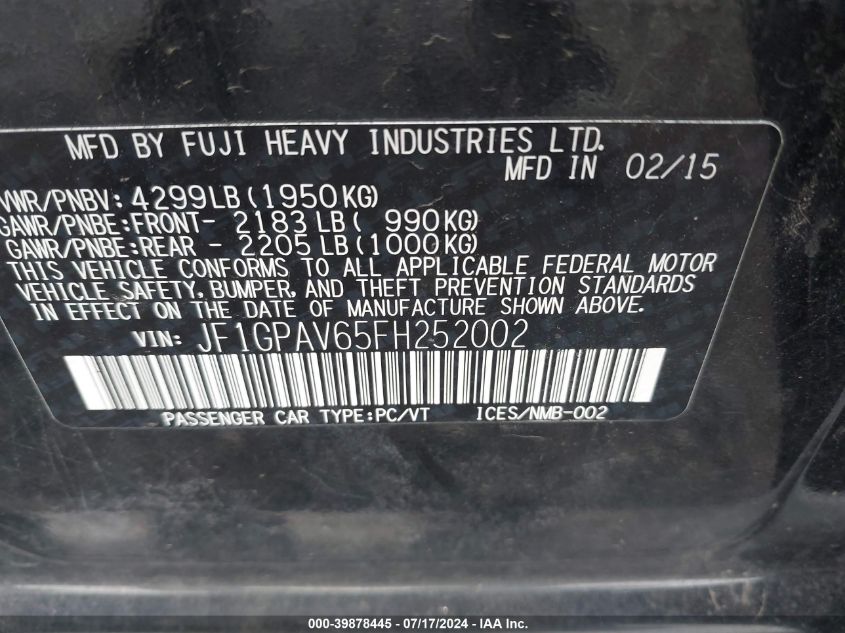 MFD BY FUJI HEAVY INDUSTRIES LTD.
MFD IN 02/15
VWR/PNBV: 4299LB(1950KG)
GAWR/PNBE:FRONT- 2183 LB( 990KG)
GAWR/PNBE:REAR - 2205 LB(1000KG)
THIS VEHICLE CONFORMS TO ALL APPLICABLE FEDERAL MOTOR
VEHICLE SAFETY, BUMPER, AND THEFT PREVENTION STANDARDS
IN EFFECT ON THE DATE OF MANUFACTURE SHOWN ABOVE.
VIN: JF1GPAV65FH252002
PASSENGER CAR TYPE:PC/VT ICES/NMB-002
000-39878445 - 07/17/2024 - IAA Inc.